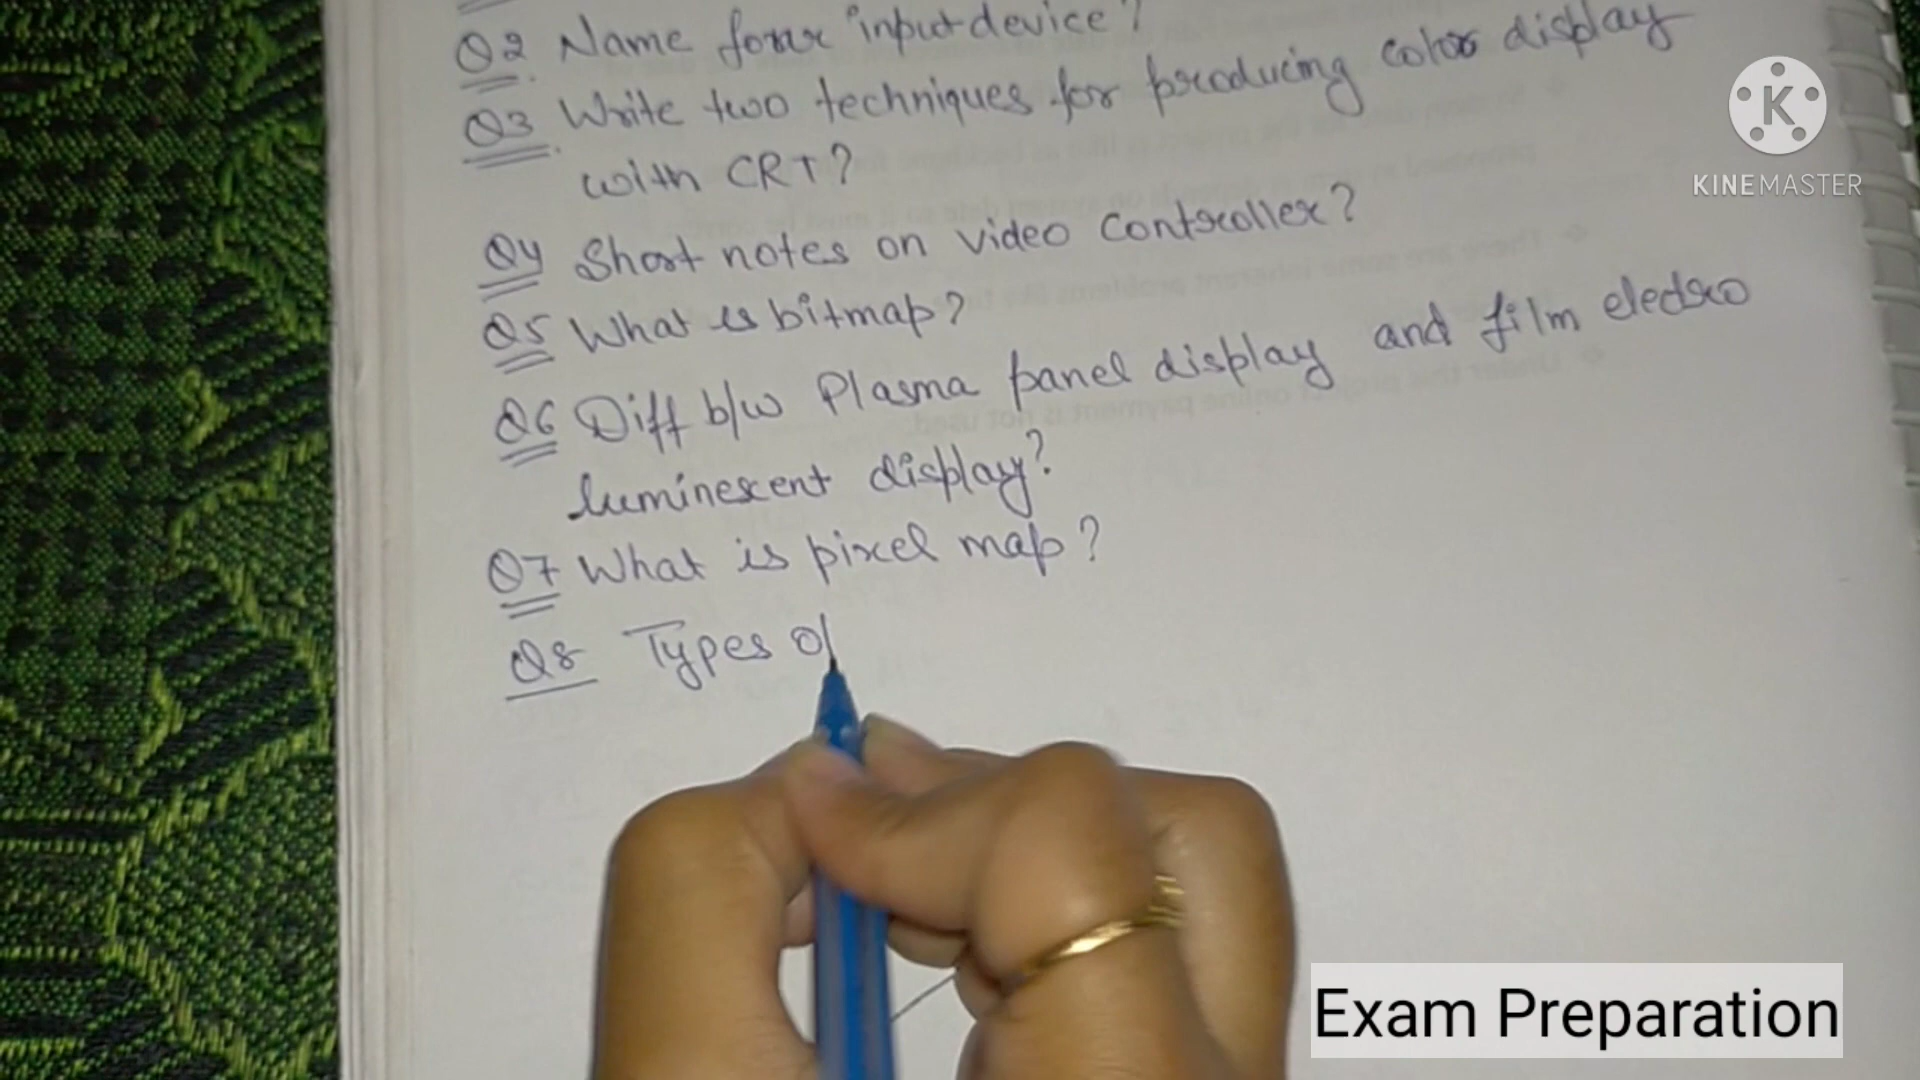 Q2 Name four input device?
Q3 Write two techniques for producing color display
with CRT?
Q4 Short notes on video controller?
Q5 What is bitmap?
Q6 Diff b/w Plasma panel display and film electro
luminescent display?
Q7 What is pixel map?
Q8 Types of
K
KINEMASTER
Exam Preparation